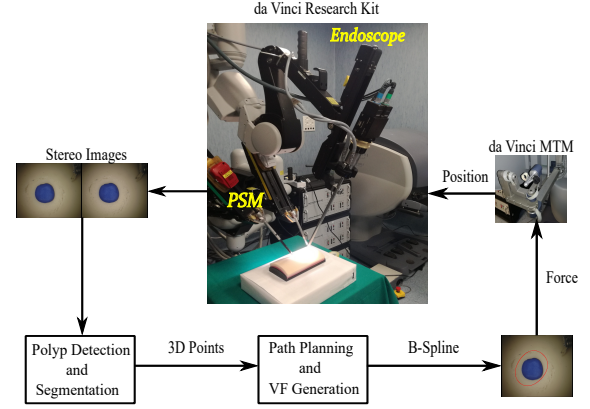 da Vinci Research Kit
Endoscope
PSM
Stereo Images
da Vinci MTM
Position
Force
Polyp Detection
and
Segmentation
3D Points
Path Planning
and
VF Generation
B-Spline